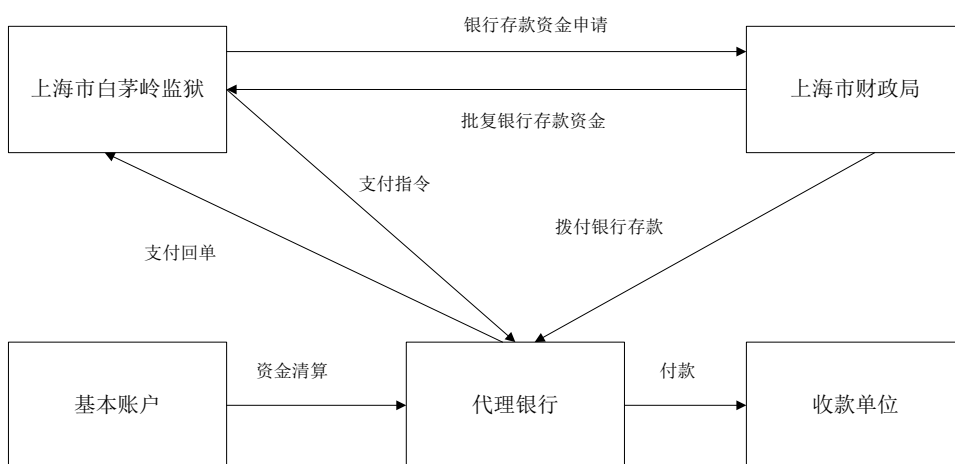 银行存款资金申请
上海市白茅岭监狱
上海市财政局
批复银行存款资金
支付指令
拨付银行存款
支付回单
基本账户
资金清算
代理银行
付款
收款单位